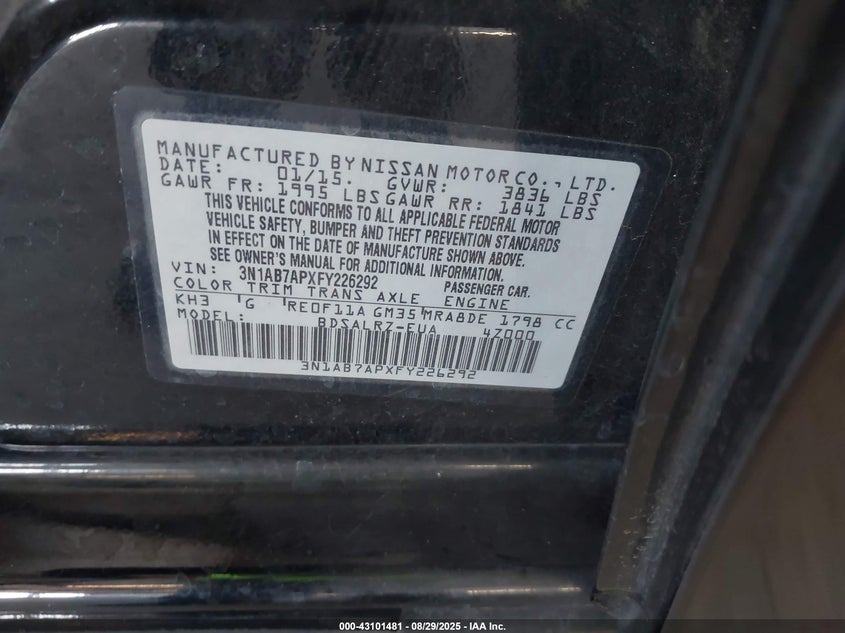 MANUFACTURED BY NISSAN MOTOR CO., LTD.
DATE: 01/15. GVWR: 3836 LBS
GAWR FR: 1995 LBS GAWR RR: 1841 LBS
THIS VEHICLE CONFORMS TO ALL APPLICABLE FEDERAL MOTOR
VEHICLE SAFETY, BUMPER AND THEFT PREVENTION STANDARDS
IN EFFECT ON THE DATE OF MANUFACTURE SHOWN ABOVE.
SEE OWNER'S MANUAL FOR ADDITIONAL INFORMATION.
VIN: 3N1AB7APXFY226292 PASSENGER CAR.
COLOR TRIM TRANS AXLE ENGINE
KH3 G RE0F11A GM35 MRA8DE 1798 CC
MODEL: BDSALRZ-EUA 47000
3N1AB7APXFY226292
000-43101481 - 08/29/2025 - IAA Inc.